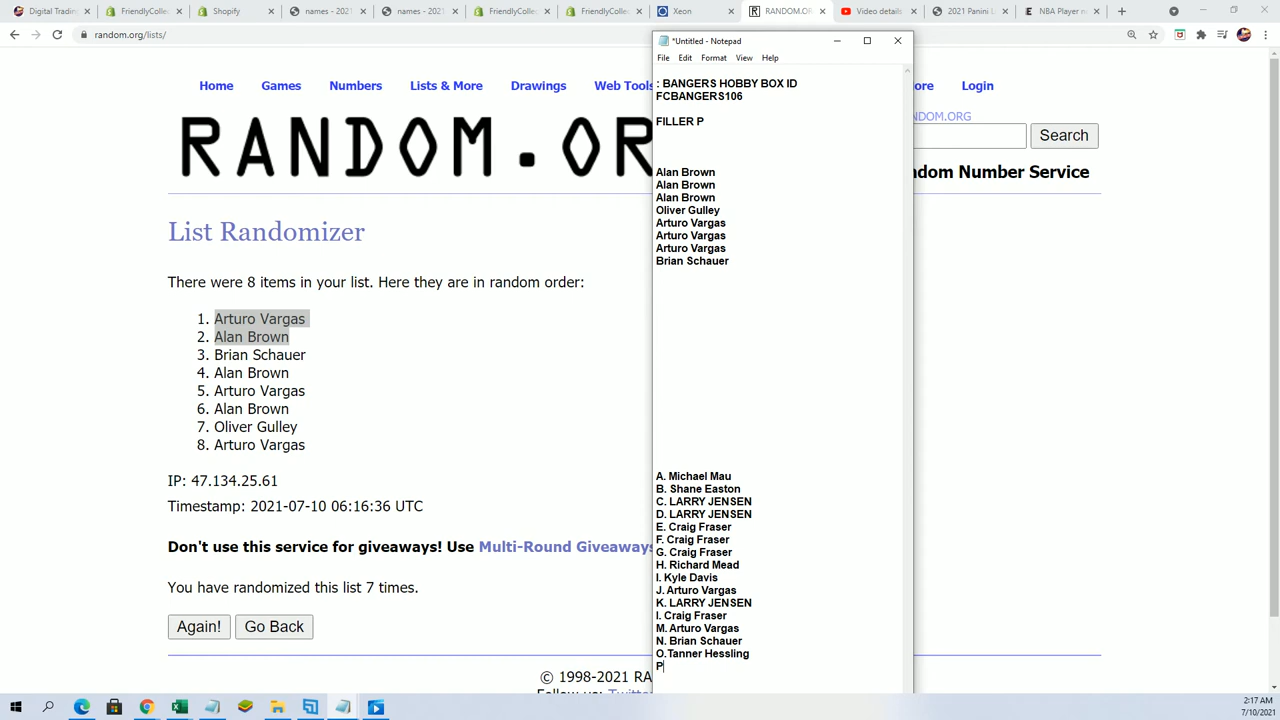 Digital Trading
FriendlyCollec
Shopify
names - 2021
names - 2021
FriendlyCollec
FriendlyCollec
Xeon
RANDOM.OR
Video details
2021 Panini L
NBA Player n
random.org/lists/
*Untitled - Notepad
File Edit Format View Help
Home Games Numbers Lists & More Drawings Web Tools ore Login
NDOM.ORG
Search
RANDOM.OR
ndom Number Service
: BANGERS HOBBY BOX ID
FCBANGERS106
FILLER P
Alan Brown
Alan Brown
Alan Brown
Oliver Gulley
Arturo Vargas
Arturo Vargas
Arturo Vargas
Brian Schauer
A. Michael Mau
B. Shane Easton
C. LARRY JENSEN
D. LARRY JENSEN
E. Craig Fraser
F. Craig Fraser
G. Craig Fraser
H. Richard Mead
I. Kyle Davis
J. Arturo Vargas
K. LARRY JENSEN
I. Craig Fraser
M. Arturo Vargas
N. Brian Schauer
O.Tanner Hessling
P
List Randomizer
There were 8 items in your list. Here they are in random order:
1. Arturo Vargas
2. Alan Brown
3. Brian Schauer
4. Alan Brown
5. Arturo Vargas
6. Alan Brown
7. Oliver Gulley
8. Arturo Vargas
IP: 47.134.25.61
Timestamp: 2021-07-10 06:16:36 UTC
Don't use this service for giveaways! Use Multi-Round Giveaways
You have randomized this list 7 times.
Again! Go Back
© 1998-2021 RA
Follow us: Twitter
2:17 AM
7/10/2021